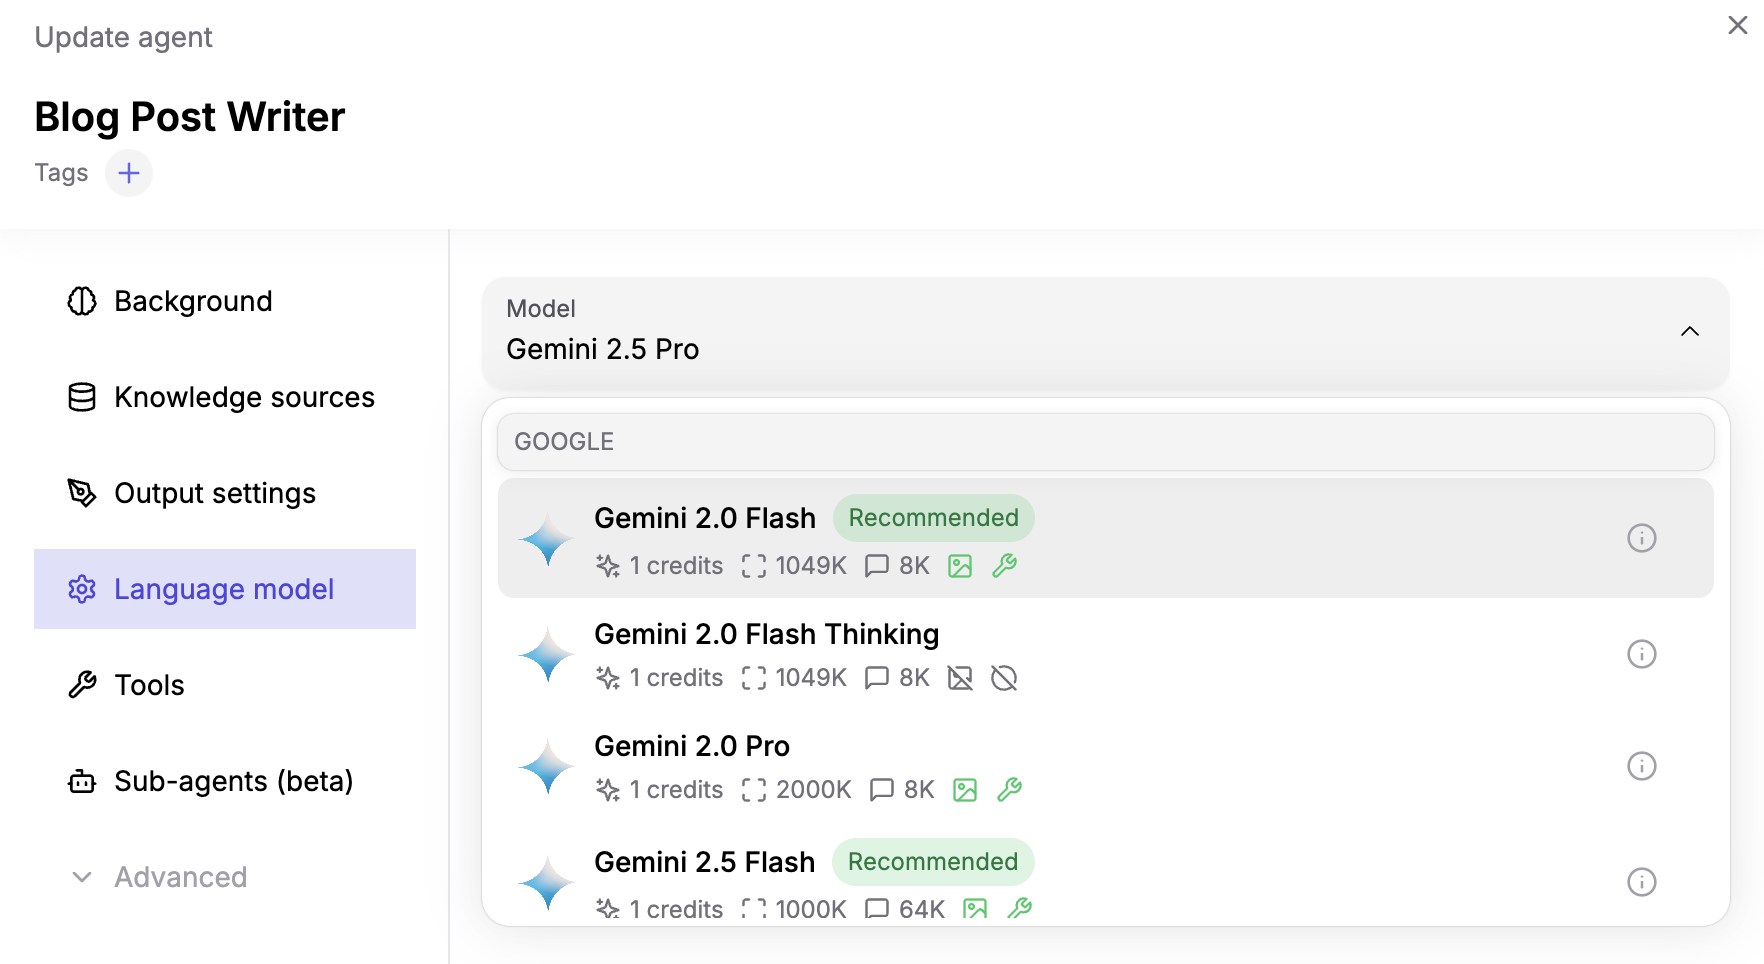 Update agent
Blog Post Writer
Tags
Background
Knowledge sources
Output settings
Language model
Tools
Sub-agents (beta)
Advanced
Model
Gemini 2.5 Pro
GOOGLE
Gemini 2.0 Flash Recommended
1 credits 1049K 8K
Gemini 2.0 Flash Thinking
1 credits 1049K 8K
Gemini 2.0 Pro
1 credits 2000K 8K
Gemini 2.5 Flash Recommended
1 credits 1000K 64K